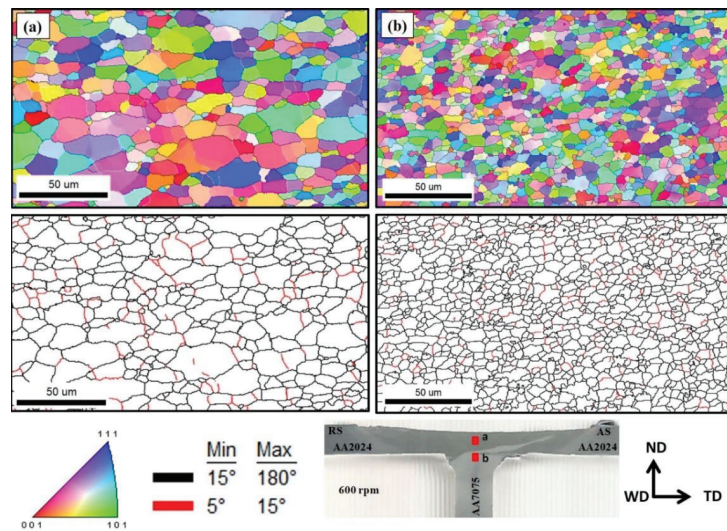 (a)
(b)
50 um
50 um
50 um
50 um
111
001
101
Min Max
15° 180°
5° 15°
RS
AA2024
a
b
AS
AA2024
AA7075
600 rpm
ND
WD
TD